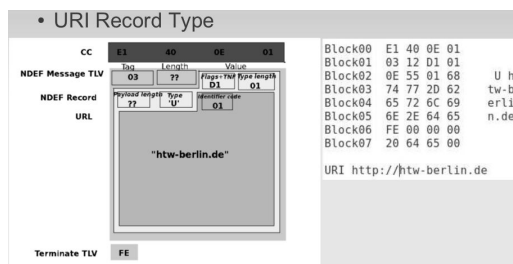 • URI Record Type
CC E1 40 0E 01
Tag Length Value
NDEF Message TLV 03 ?? Flags+TNF Type length
D1 01
NDEF Record Payload length Type Identifier code
?? 'U' 01
URL
"htw-berlin.de"
Terminate TLV FE
Block00 E1 40 0E 01
Block01 03 12 D1 01
Block02 0E 55 01 68 U h
Block03 74 77 2D 62 tw-b
Block04 65 72 6C 69 erli
Block05 6E 2E 64 65 n.de
Block06 FE 00 00 00
Block07 20 64 65 00
URI http://htw-berlin.de